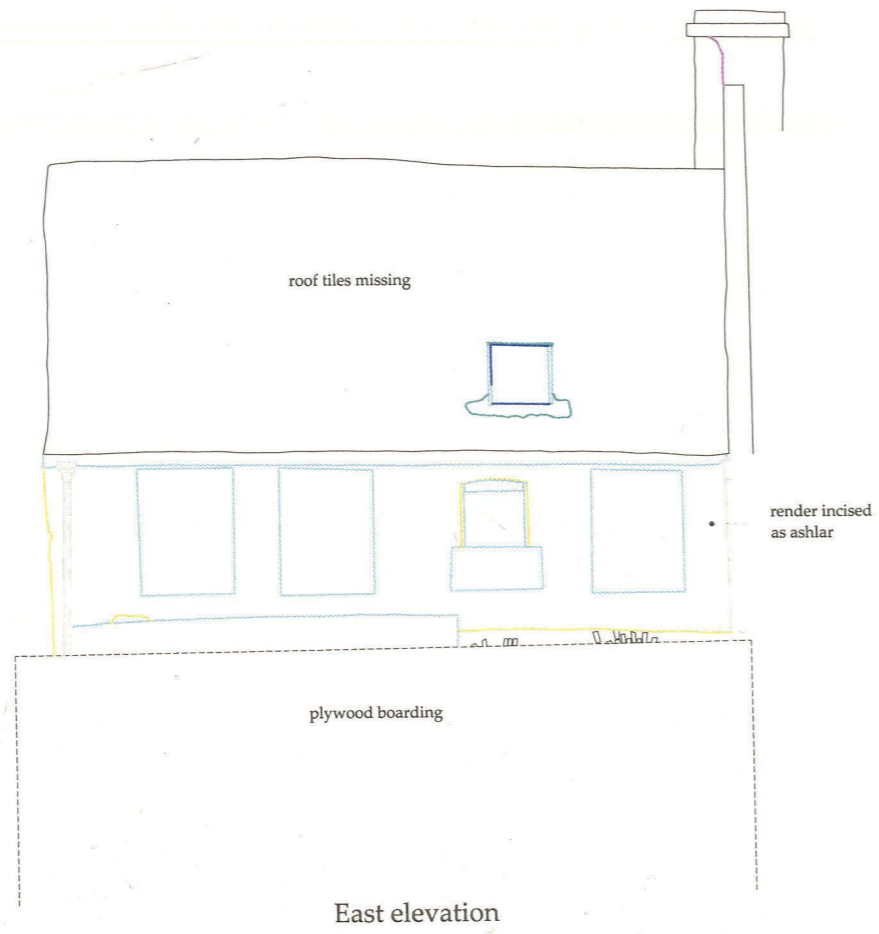 roof tiles missing
render incised
as ashlar
plywood boarding
East elevation